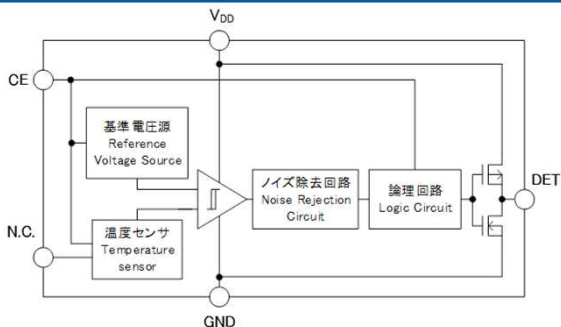 VDD
CE
基準電圧源
Reference
Voltage Source
ノイズ除去回路
Noise Rejection
Circuit
論理回路
Logic Circuit
DET
N.C.
温度センサ
Temperature
sensor
GND